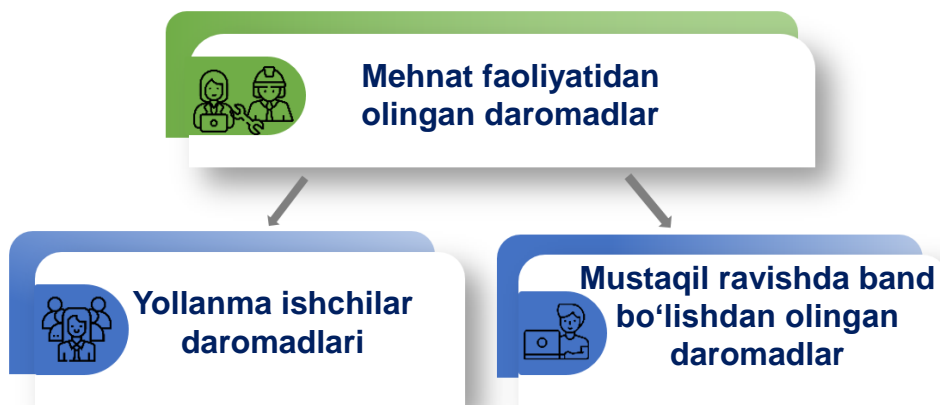 Mehnat faoliyatidan
olingan daromadlar
Yollanma ishchilar
daromadlari
Mustaqil ravishda band
bo‘lishdan olingan
daromadlar